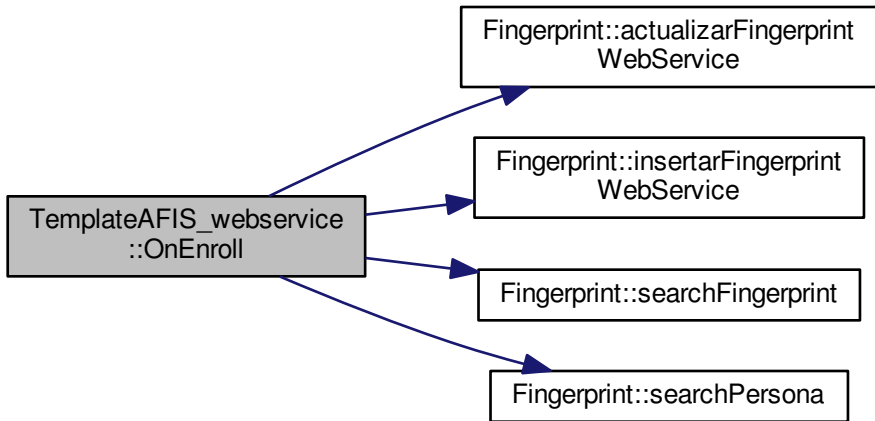 Fingerprint::actualizarFingerprint
WebService
Fingerprint::insertarFingerprint
WebService
TemplateAFIS_webservice
::OnEnroll
Fingerprint::searchFingerprint
Fingerprint::searchPersona